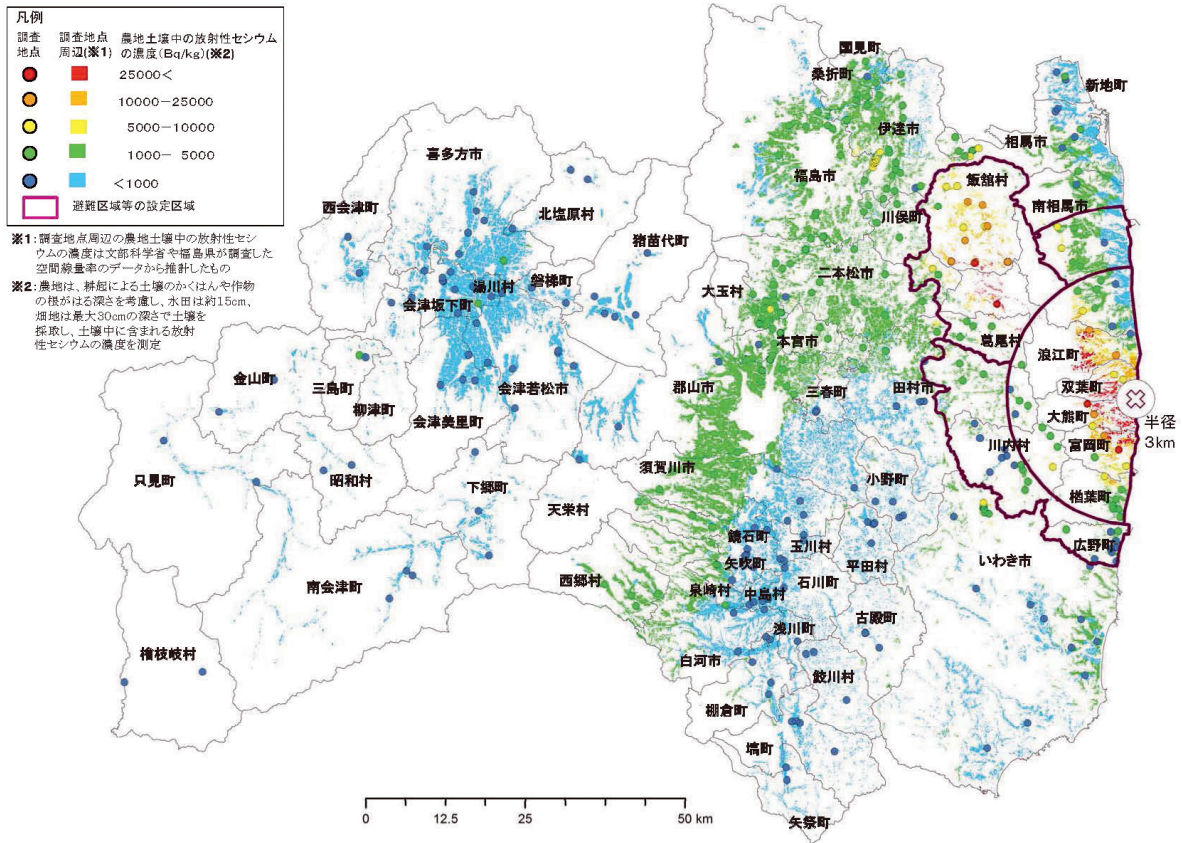 凡例
調査地点 調査地点周辺(※1) 農地土壌中の放射性セシウムの濃度(Bq/kg)(※2)
25000<
10000-25000
5000-10000
1000- 5000
<1000
避難区域等の設定区域
※1:調査地点周辺の農地土壌中の放射性セシ
ウムの濃度は文部科学省や福島県が調査した
空間線量率のデータから推計したもの
※2:農地は、耕起による土壌のかくはんや作物
の根がはる深さを考慮し、水田は約15cm、
畑地は最大30cmの深さで土壌を
採取し、土壌中に含まれる放射
性セシウムの濃度を測定
国見町
桑折町
新地町
伊達市
相馬市
喜多方市
福島市
飯舘村
西会津町
北塩原村
川俣町
南相馬市
猪苗代町
二本松市
磐梯町
湯川村
大玉村
会津坂下町
本宮市
葛尾村
浪江町
金山町
三島町
会津若松市
郡山市
三春町
田村市
双葉町
柳津町
会津美里町
大熊町
半径
3km
川内村
富岡町
須賀川市
只見町
昭和村
下郷町
小野町
楢葉町
天栄村
鏡石町
玉川村
広野町
矢吹町
平田村
いわき市
南会津町
西郷村
泉崎村
中島村
石川町
古殿町
浅川町
檜枝岐村
白河市
鮫川村
棚倉町
塙町
矢祭町
0 12.5 25 50 km